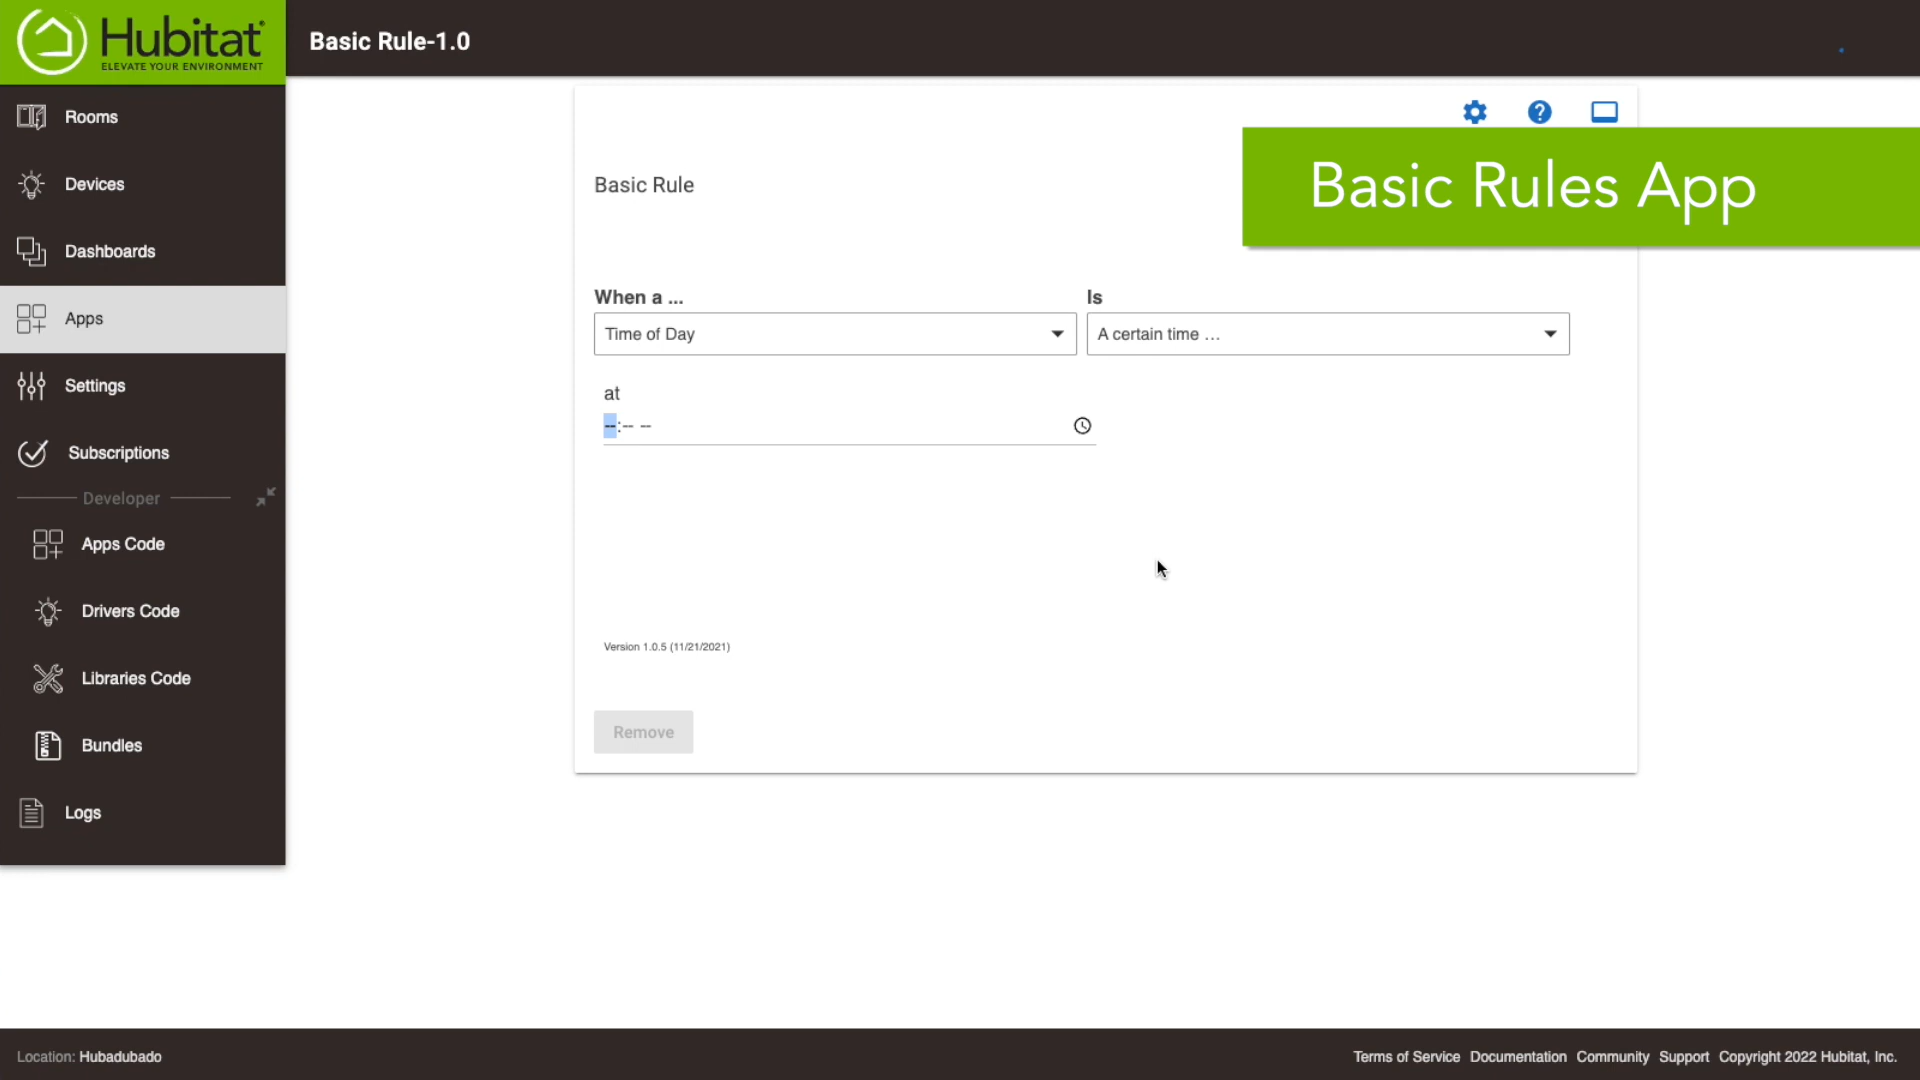 Hubitat®
ELEVATE YOUR ENVIRONMENT
Basic Rule-1.0
Rooms
Devices
Dashboards
Apps
Settings
Subscriptions
Developer
Apps Code
Drivers Code
Libraries Code
Bundles
Logs
Basic Rules App
Basic Rule
When a ...
Is
Time of Day
A certain time ...
at
--:-- --
Version 1.0.5 (11/21/2021)
Remove
Location: Hubadubado
Terms of Service Documentation Community Support Copyright 2022 Hubitat, Inc.